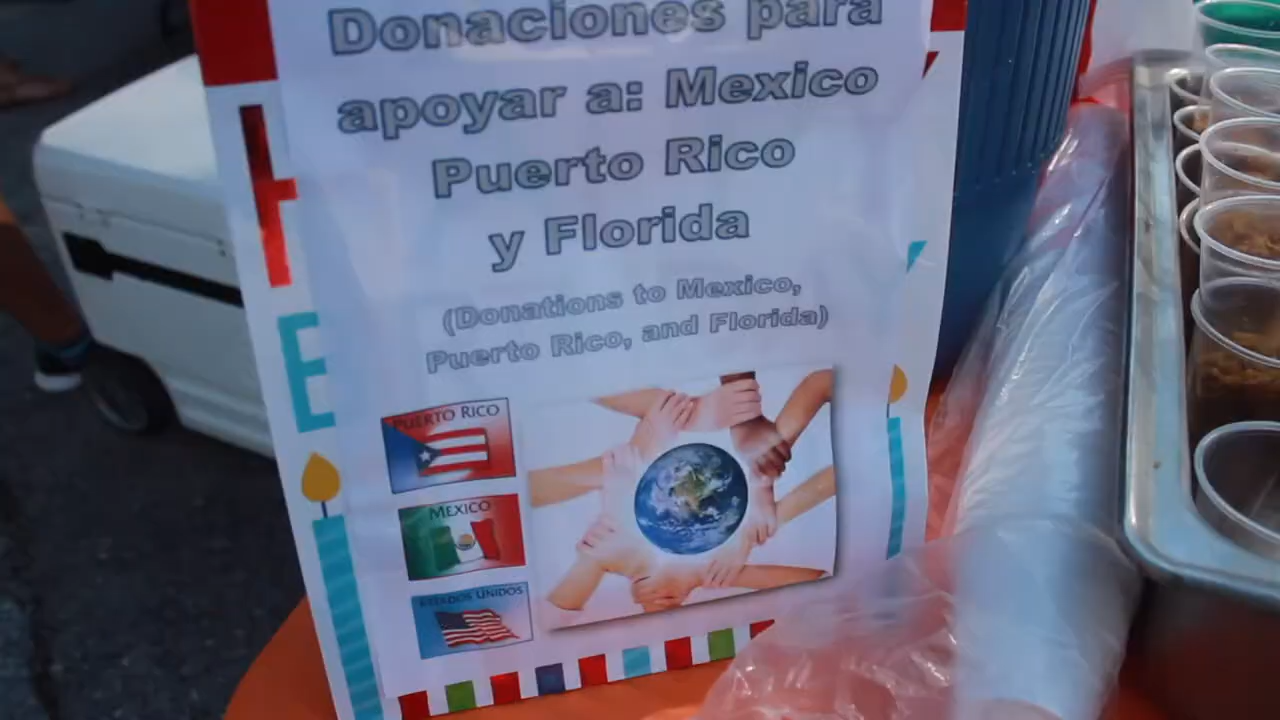 Donaciones para
apoyar a: Mexico
Puerto Rico
y Florida
(Donations to Mexico,
Puerto Rico, and Florida)
PUERTO RICO
MEXICO
ESTADOS UNIDOS